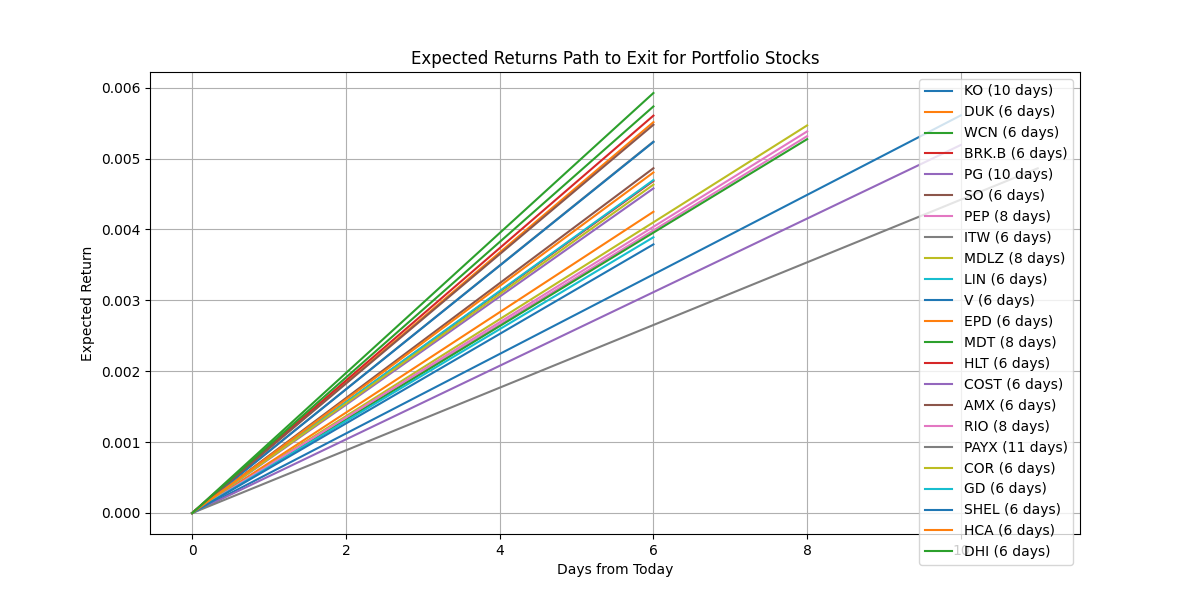 Expected Returns Path to Exit for Portfolio Stocks
Expected Return
0.006
0.005
0.004
0.003
0.002
0.001
0.000
0
2
4
6
8
10
Days from Today
KO (10 days)
DUK (6 days)
WCN (6 days)
BRK.B (6 days)
PG (10 days)
SO (6 days)
PEP (8 days)
ITW (6 days)
MDLZ (8 days)
LIN (6 days)
V (6 days)
EPD (6 days)
MDT (8 days)
HLT (6 days)
COST (6 days)
AMX (6 days)
RIO (8 days)
PAYX (11 days)
COR (6 days)
GD (6 days)
SHEL (6 days)
HCA (6 days)
DHI (6 days)